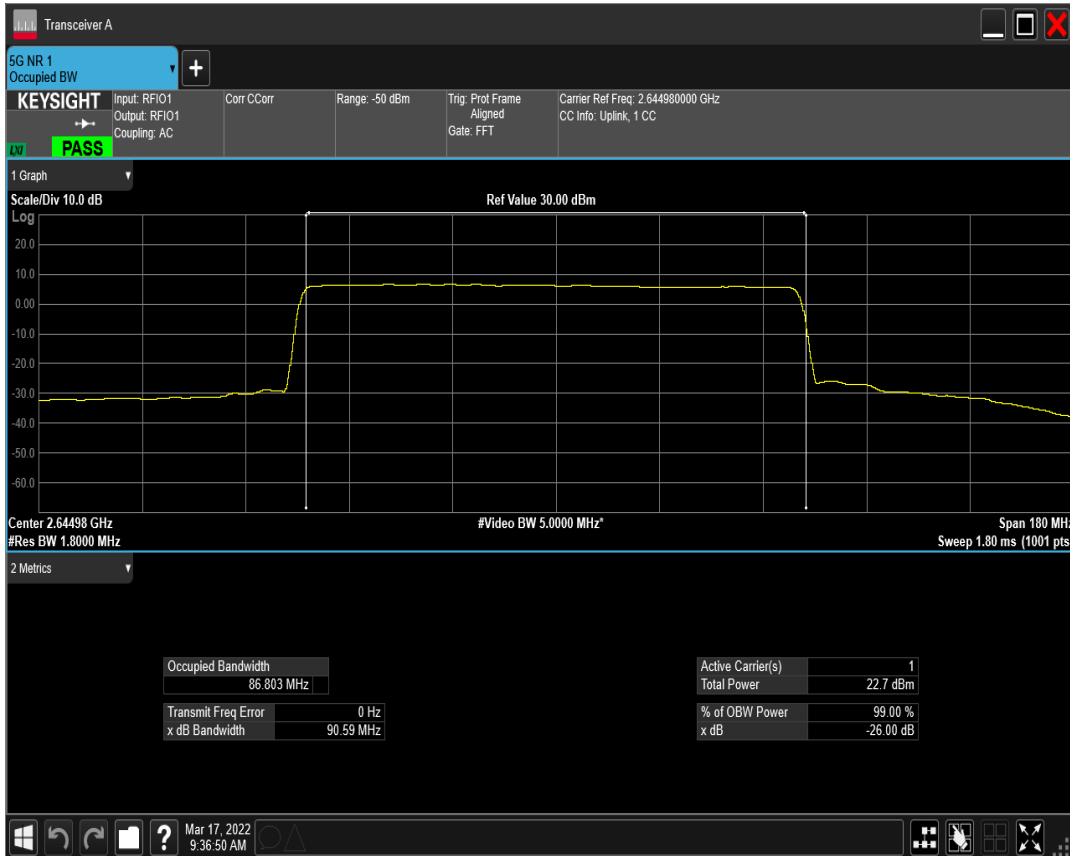 Transceiver A
5G NR 1
Occupied BW
KEYSIGHT
LXI
PASS
Input: RFIO1
Output: RFIO1
Coupling: AC
Corr CCorr
Range: -50 dBm
Trig: Prot Frame
Aligned
Gate: FFT
Carrier Ref Freq: 2.644980000 GHz
CC Info: Uplink, 1 CC
1 Graph
Scale/Div 10.0 dB
Ref Value 30.00 dBm
Log
20.0
10.0
0.00
-10.0
-20.0
-30.0
-40.0
-50.0
-60.0
Center 2.64498 GHz
#Video BW 5.0000 MHz*
Span 180 MHz
#Res BW 1.8000 MHz
Sweep 1.80 ms (1001 pts
2 Metrics
Occupied Bandwidth
86.803 MHz
Transmit Freq Error 0 Hz
x dB Bandwidth 90.59 MHz
Active Carrier(s) 1
Total Power 22.7 dBm
% of OBW Power 99.00 %
x dB -26.00 dB
?
Mar 17, 2022
9:36:50 AM